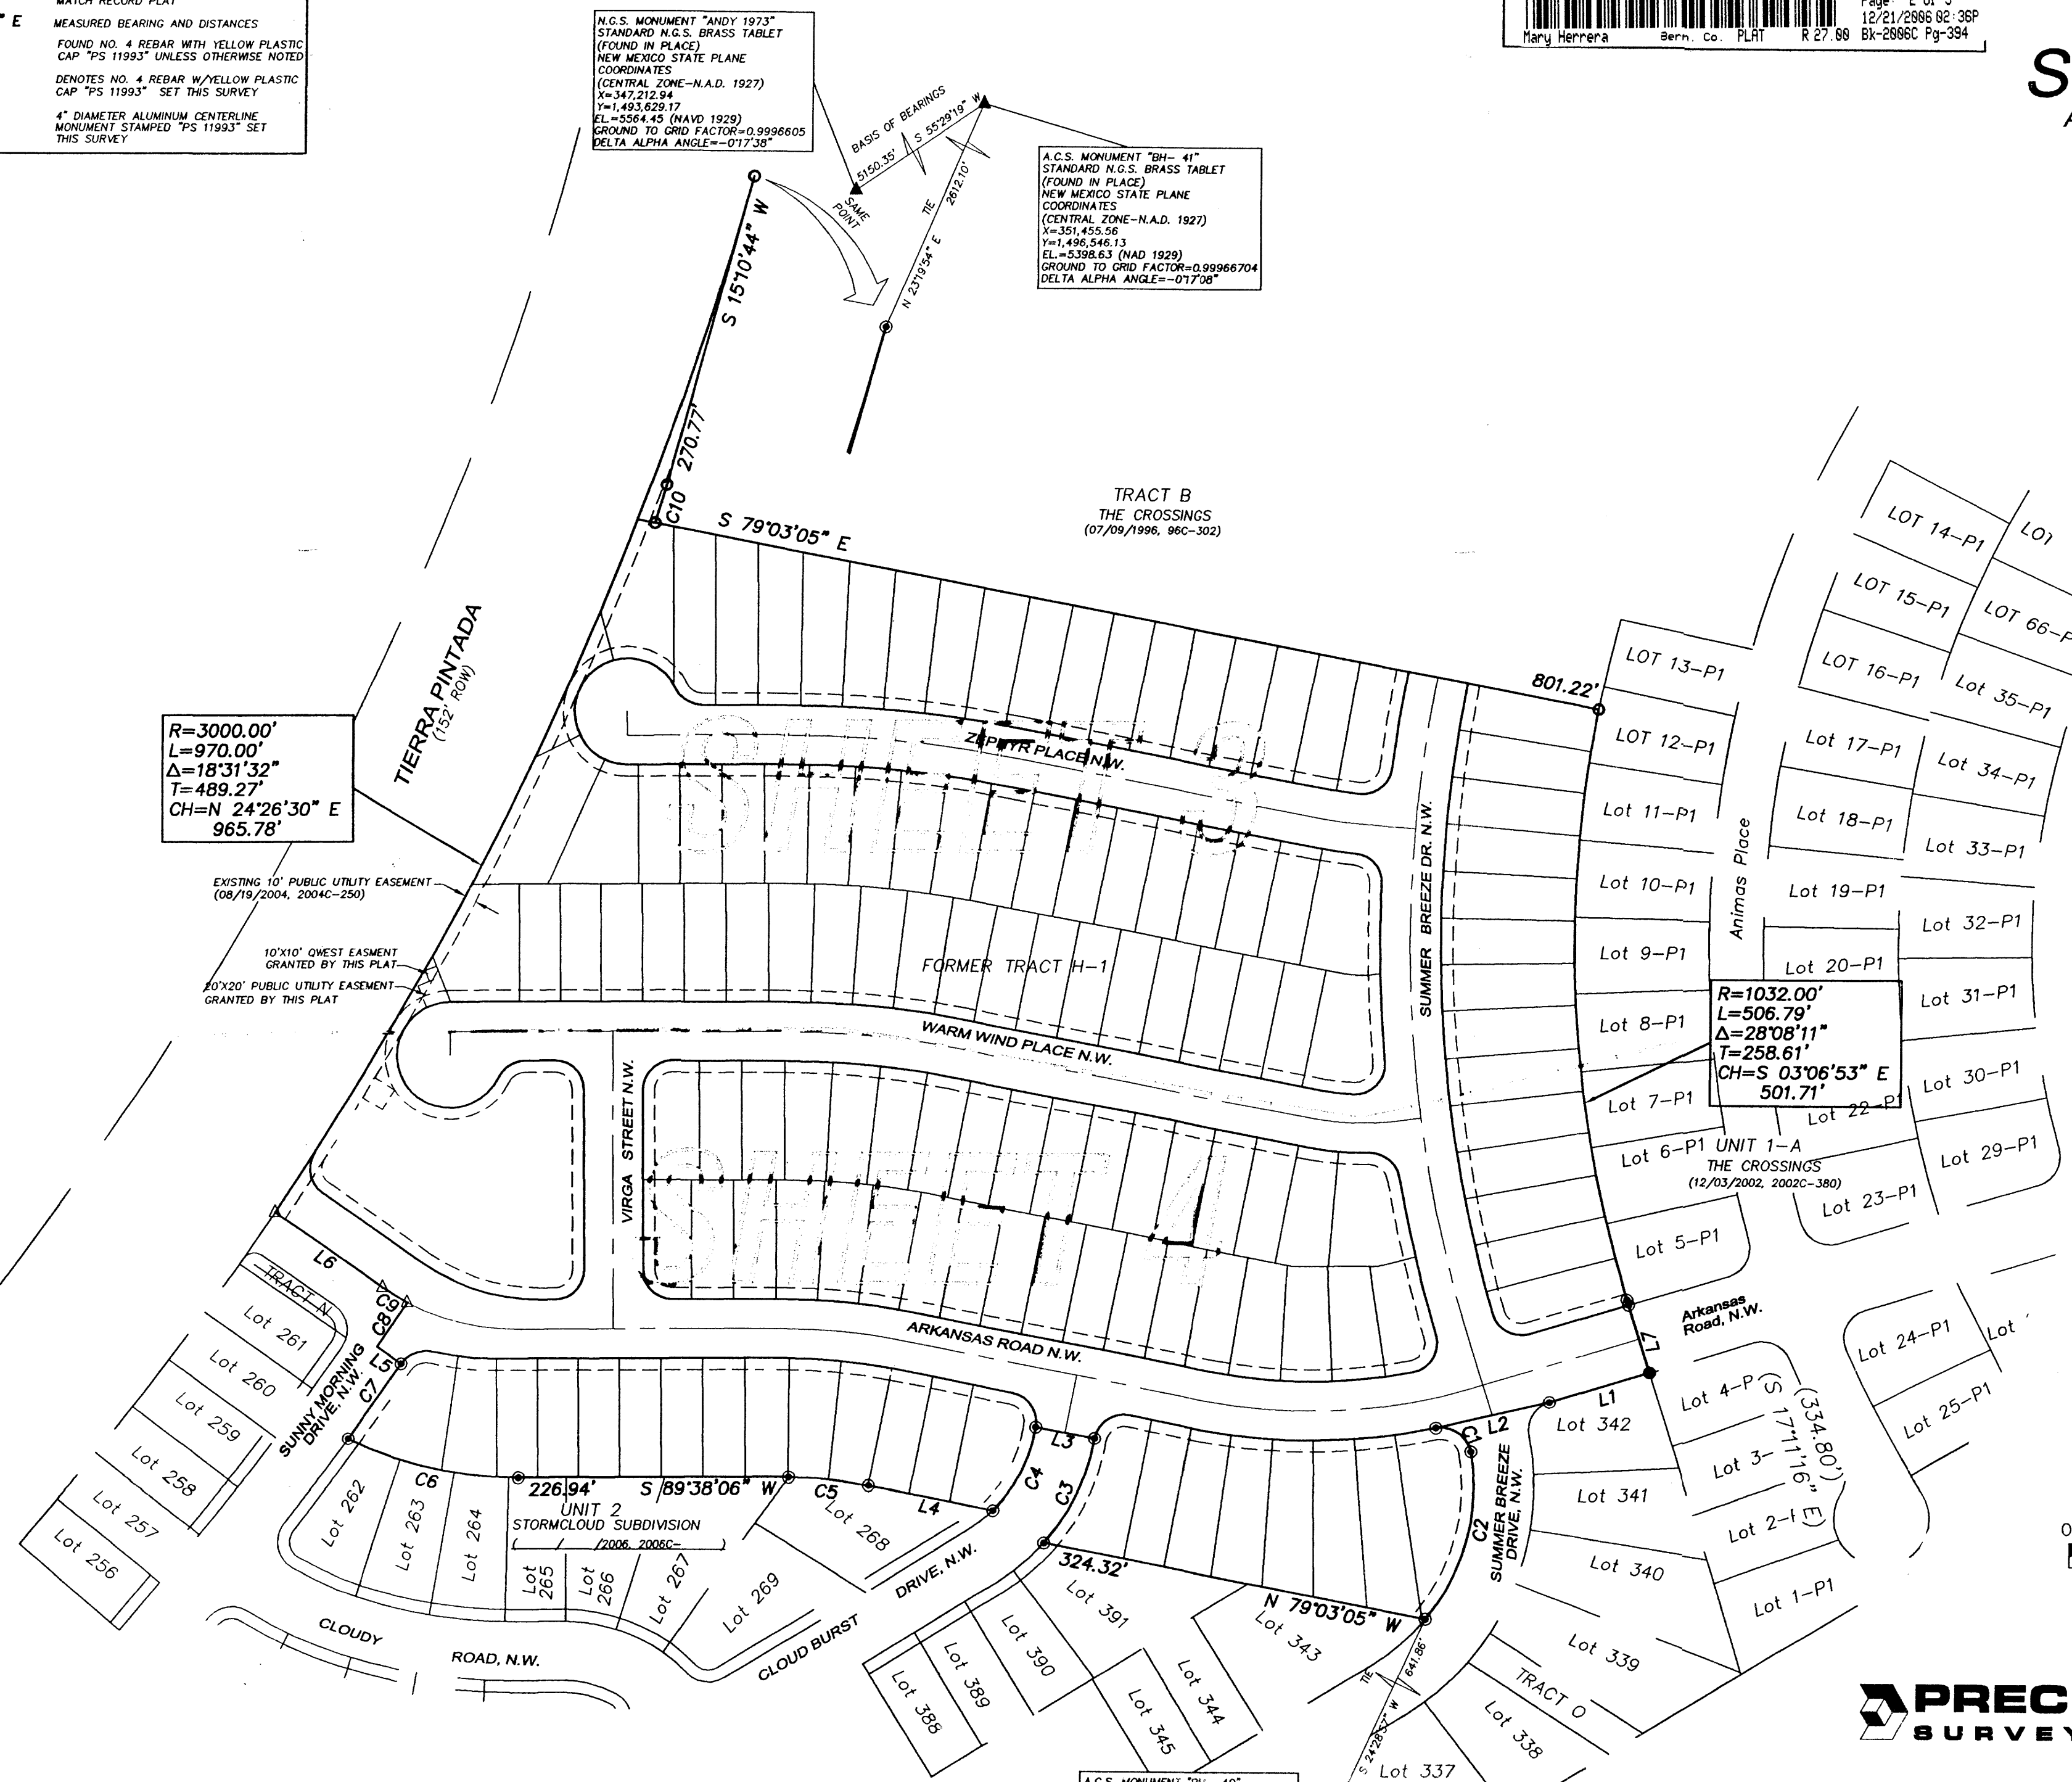 MATCH RECORD PLAT
" E MEASURED BEARING AND DISTANCES
FOUND NO. 4 REBAR WITH YELLOW PLASTIC
CAP "PS 11993" UNLESS OTHERWISE NOTED
DENOTES NO. 4 REBAR W/YELLOW PLASTIC
CAP "PS 11993" SET THIS SURVEY
4" DIAMETER ALUMINUM CENTERLINE
MONUMENT STAMPED "PS 11993" SET
THIS SURVEY
N.G.S. MONUMENT "ANDY 1973"
STANDARD N.G.S. BRASS TABLET
(FOUND IN PLACE)
NEW MEXICO STATE PLANE
COORDINATES
(CENTRAL ZONE-N.A.D. 1927)
X=347,212.94
Y=1,493,629.17
EL.=5564.45 (NAVD 1929)
GROUND TO GRID FACTOR=0.9996605
DELTA ALPHA ANGLE=-0°17'38"
Page: 2 of 5
12/21/2006 02:36P
Mary Herrera Bern. Co. PLAT R 27.00 Bk-2006C Pg-394
S
BASIS OF BEARINGS
5150.35' S 55°29'19" W
SAME
POINT
TIE 2612.10'
N 23°19'54" E
A.C.S. MONUMENT "BH- 41"
STANDARD N.G.S. BRASS TABLET
(FOUND IN PLACE)
NEW MEXICO STATE PLANE
COORDINATES
(CENTRAL ZONE-N.A.D. 1927)
X=351,455.56
Y=1,496,546.13
EL.=5398.63 (NAD 1929)
GROUND TO GRID FACTOR=0.99966704
DELTA ALPHA ANGLE=-0°17'08"
S 15°10'44" W
270.77'
C10
S 79°03'05" E
801.22'
TRACT B
THE CROSSINGS
(07/09/1996, 96C-302)
TIERRA PINTADA
(152' ROW)
R=3000.00'
L=970.00'
Δ=18°31'32"
T=489.27'
CH=N 24°26'30" E
965.78'
EXISTING 10' PUBLIC UTILITY EASEMENT
(08/19/2004, 2004C-250)
10'X10' QWEST EASMENT
GRANTED BY THIS PLAT
20'X20' PUBLIC UTILITY EASEMENT
GRANTED BY THIS PLAT
SHEET 3
ZEPHYR PLACE N.W.
FORMER TRACT H-1
WARM WIND PLACE N.W.
SUMMER BREEZE DR. N.W.
VIRGA STREET N.W.
SHEET 4
ARKANSAS ROAD N.W.
LOT 14-P1
LOT 15-P1
LOT 66-P
LOT 13-P1
LOT 16-P1
Lot 35-P1
LOT 12-P1
Lot 17-P1
Lot 34-P1
Lot 11-P1
Lot 18-P1
Lot 33-P1
Animas Place
Lot 10-P1
Lot 19-P1
Lot 32-P1
Lot 9-P1
Lot 20-P1
Lot 31-P1
R=1032.00'
L=506.79'
Δ=28°08'11"
T=258.61'
CH=S 03°06'53" E
501.71'
Lot 8-P1
Lot 30-P1
Lot 7-P1
Lot 22-P1
Lot 6-P1
UNIT 1-A
THE CROSSINGS
(12/03/2002, 2002C-380)
Lot 29-P1
Lot 23-P1
Lot 5-P1
Arkansas
Road, N.W.
L7
Lot 24-P1
Lot
Lot 4-P
(334.80')
(S 17°11'16" E)
Lot 25-P1
Lot 3-
Lot 2-P
Lot 1-P1
L1
L2
C1
C2
Lot 342
Lot 341
Lot 340
Lot 339
SUMMER BREEZE
DRIVE, N.W.
L6
C9
C8
L5
C7
TRACT N
Lot 261
Lot 260
Lot 259
Lot 258
Lot 257
Lot 256
SUNNY MORNING
DRIVE, N.W.
C6
226.94' S 89°38'06" W
C5
L4
C4
L3
C3
UNIT 2
STORMCLOUD SUBDIVISION
( / /2006, 2006C- )
Lot 262
Lot 263
Lot 264
Lot 265
Lot 266
Lot 267
Lot 268
Lot 269
CLOUDY
ROAD, N.W.
CLOUD BURST
DRIVE, N.W.
324.32'
N 79°03'05" W
Lot 391
Lot 390
Lot 389
Lot 388
Lot 343
Lot 344
Lot 345
TIE 641.86'
S 24°28'57" W
TRACT O
Lot 338
Lot 337
PREC
SURVEY